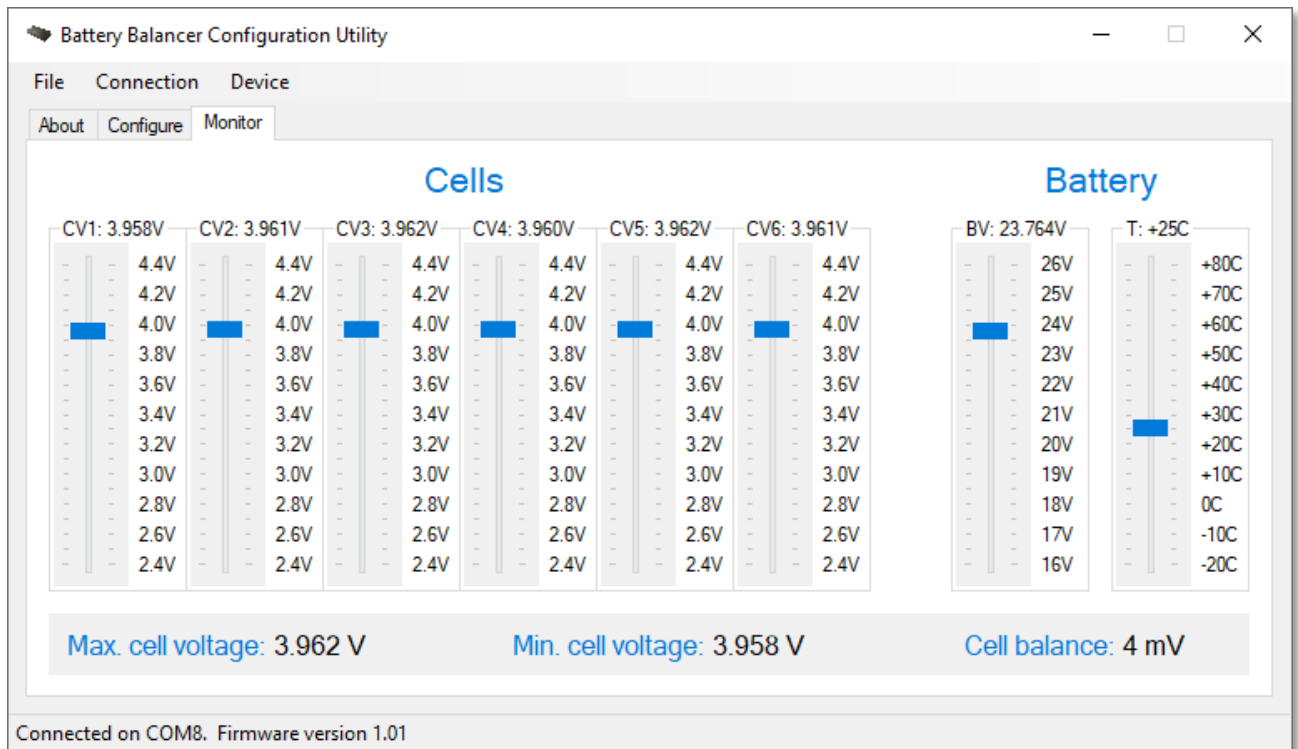 Battery Balancer Configuration Utility
File Connection Device
About Configure Monitor
Cells Battery
CV1: 3.958V CV2: 3.961V CV3: 3.962V CV4: 3.960V CV5: 3.962V CV6: 3.961V BV: 23.764V T: +25C
4.4V 4.4V 4.4V 4.4V 4.4V 4.4V 26V +80C
4.2V 4.2V 4.2V 4.2V 4.2V 4.2V 25V +70C
4.0V 4.0V 4.0V 4.0V 4.0V 4.0V 24V +60C
3.8V 3.8V 3.8V 3.8V 3.8V 3.8V 23V +50C
3.6V 3.6V 3.6V 3.6V 3.6V 3.6V 22V +40C
3.4V 3.4V 3.4V 3.4V 3.4V 3.4V 21V +30C
3.2V 3.2V 3.2V 3.2V 3.2V 3.2V 20V +20C
3.0V 3.0V 3.0V 3.0V 3.0V 3.0V 19V +10C
2.8V 2.8V 2.8V 2.8V 2.8V 2.8V 18V 0C
2.6V 2.6V 2.6V 2.6V 2.6V 2.6V 17V -10C
2.4V 2.4V 2.4V 2.4V 2.4V 2.4V 16V -20C
Max. cell voltage: 3.962 V Min. cell voltage: 3.958 V Cell balance: 4 mV
Connected on COM8. Firmware version 1.01